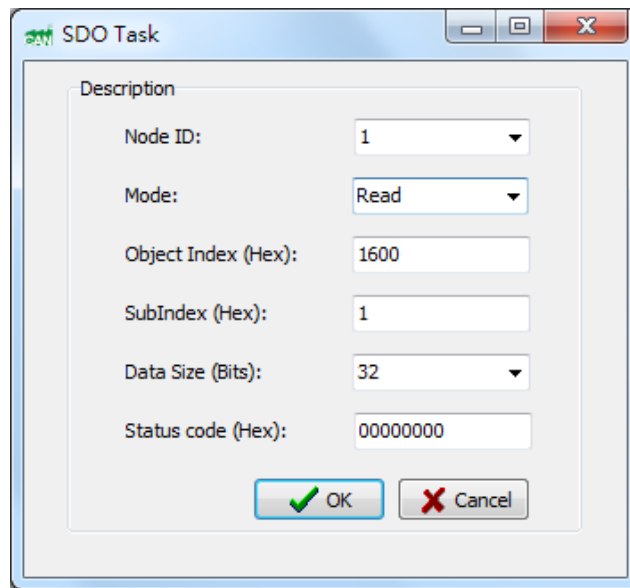 CAN SDO Task
Description
Node ID: 1
Mode: Read
Object Index (Hex): 1600
SubIndex (Hex): 1
Data Size (Bits): 32
Status code (Hex): 00000000
OK Cancel